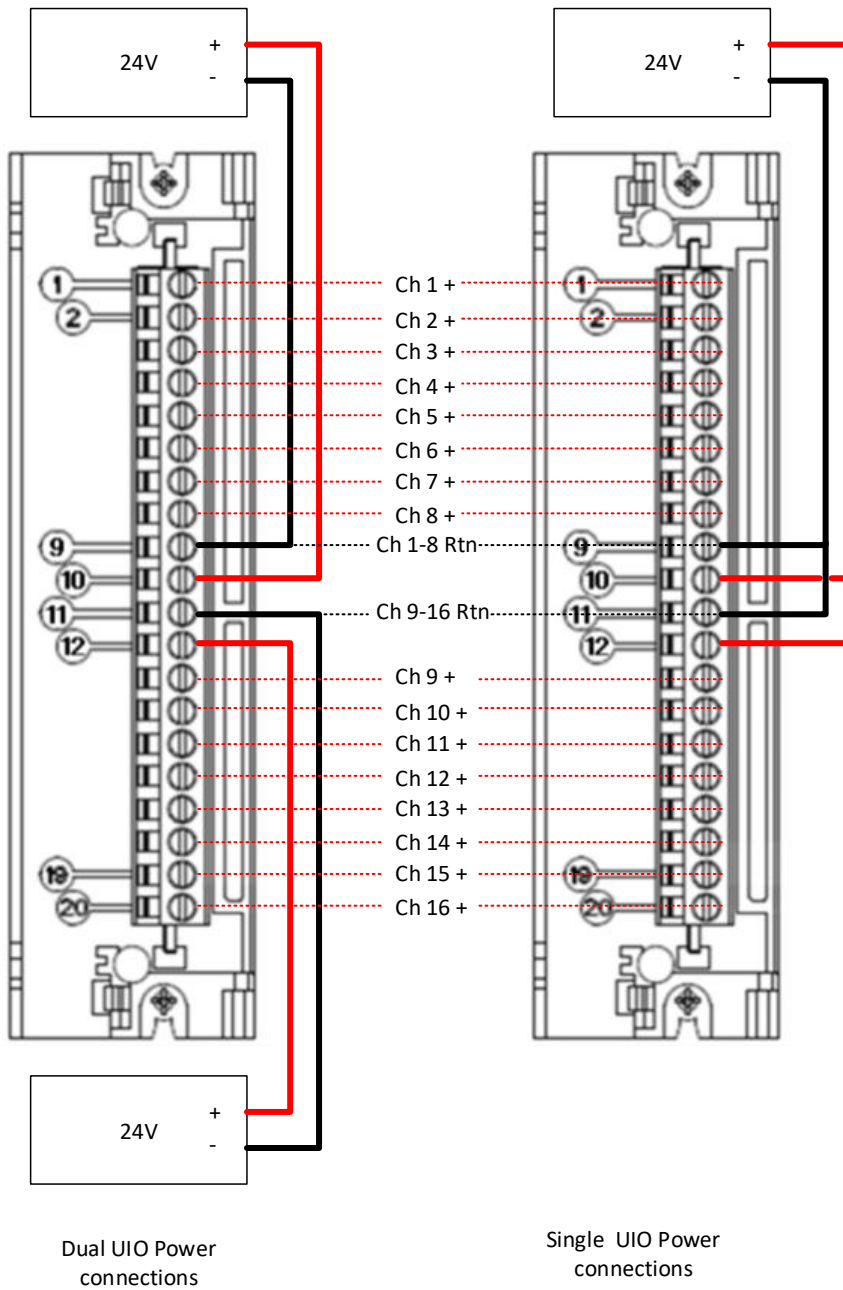 24V
+
-
24V
+
-
1
2
9
10
11
12
19
20
Ch 1 +
Ch 2 +
Ch 3 +
Ch 4 +
Ch 5 +
Ch 6 +
Ch 7 +
Ch 8 +
Ch 1-8 Rtn
Ch 9-16 Rtn
Ch 9 +
Ch 10 +
Ch 11 +
Ch 12 +
Ch 13 +
Ch 14 +
Ch 15 +
Ch 16 +
1
2
9
10
11
12
19
20
24V
+
-
Dual UIO Power
connections
Single UIO Power
connections